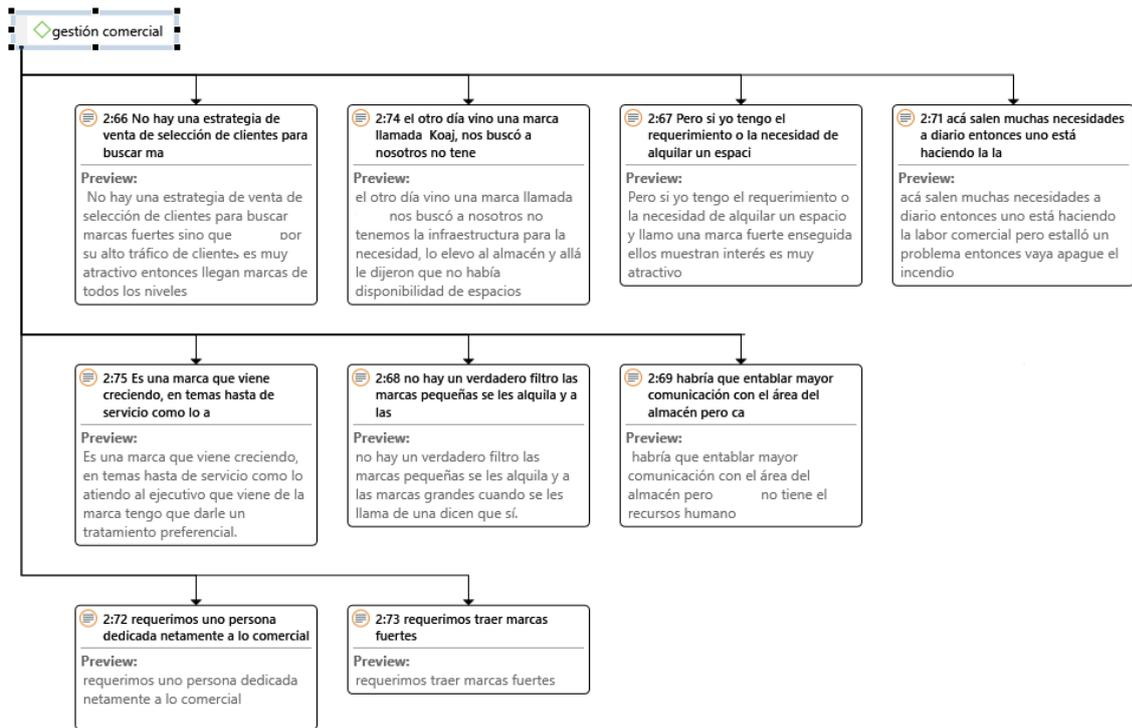 gestión comercial
2:66 No hay una estrategia de
venta de selección de clientes para
buscar ma
Preview:
No hay una estrategia de venta de
selección de clientes para buscar
marcas fuertes sino que por
su alto tráfico de clientes es muy
atractivo entonces llegan marcas de
todos los niveles
2:74 el otro día vino una marca
llamada Koaj, nos buscó a
nosotros no tene
Preview:
el otro día vino una marca llamada
nos buscó a nosotros no
tenemos la infraestructura para la
necesidad, lo elevo al almacén y allá
le dijeron que no había
disponibilidad de espacios
2:67 Pero si yo tengo el
requerimiento o la necesidad de
alquilar un espaci
Preview:
Pero si yo tengo el requerimiento o
la necesidad de alquilar un espacio
y llamo una marca fuerte enseguida
ellos muestran interés es muy
atractivo
2:71 acá salen muchas necesidades
a diario entonces uno está
haciendo la la
Preview:
acá salen muchas necesidades a
diario entonces uno está haciendo
la labor comercial pero estalló un
problema entonces vaya apague el
incendio
2:75 Es una marca que viene
creciendo, en temas hasta de
servicio como lo a
Preview:
Es una marca que viene creciendo,
en temas hasta de servicio como lo
atiendo al ejecutivo que viene de la
marca tengo que darle un
tratamiento preferencial.
2:68 no hay un verdadero filtro las
marcas pequeñas se les alquila y a
las
Preview:
no hay un verdadero filtro las
marcas pequeñas se les alquila y a
las marcas grandes cuando se les
llama de una dicen que sí.
2:69 habría que entablar mayor
comunicación con el área del
almacén pero ca
Preview:
habría que entablar mayor
comunicación con el área del
almacén pero no tiene el
recursos humano
2:72 requerimos uno persona
dedicada netamente a lo comercial
Preview:
requerimos uno persona dedicada
netamente a lo comercial
2:73 requerimos traer marcas
fuertes
Preview:
requerimos traer marcas fuertes